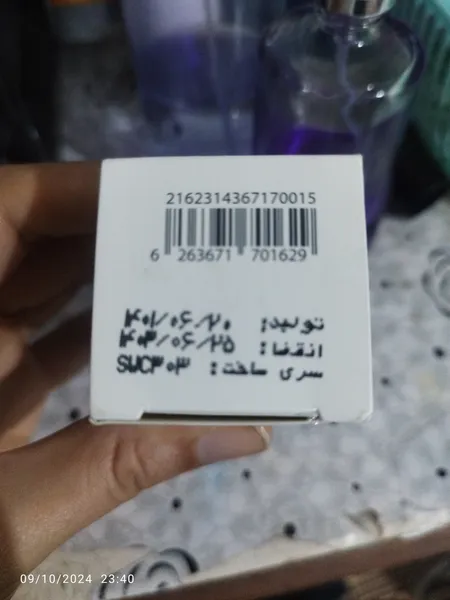 2162314367170015
6 263671 701629
تولید: ۱۴۰۱/۰۶/۲۰
انقضا: ۱۴۰۳/۰۶/۲۵
سری ساخت: SWC۳۰۳
09/10/2024 23:40